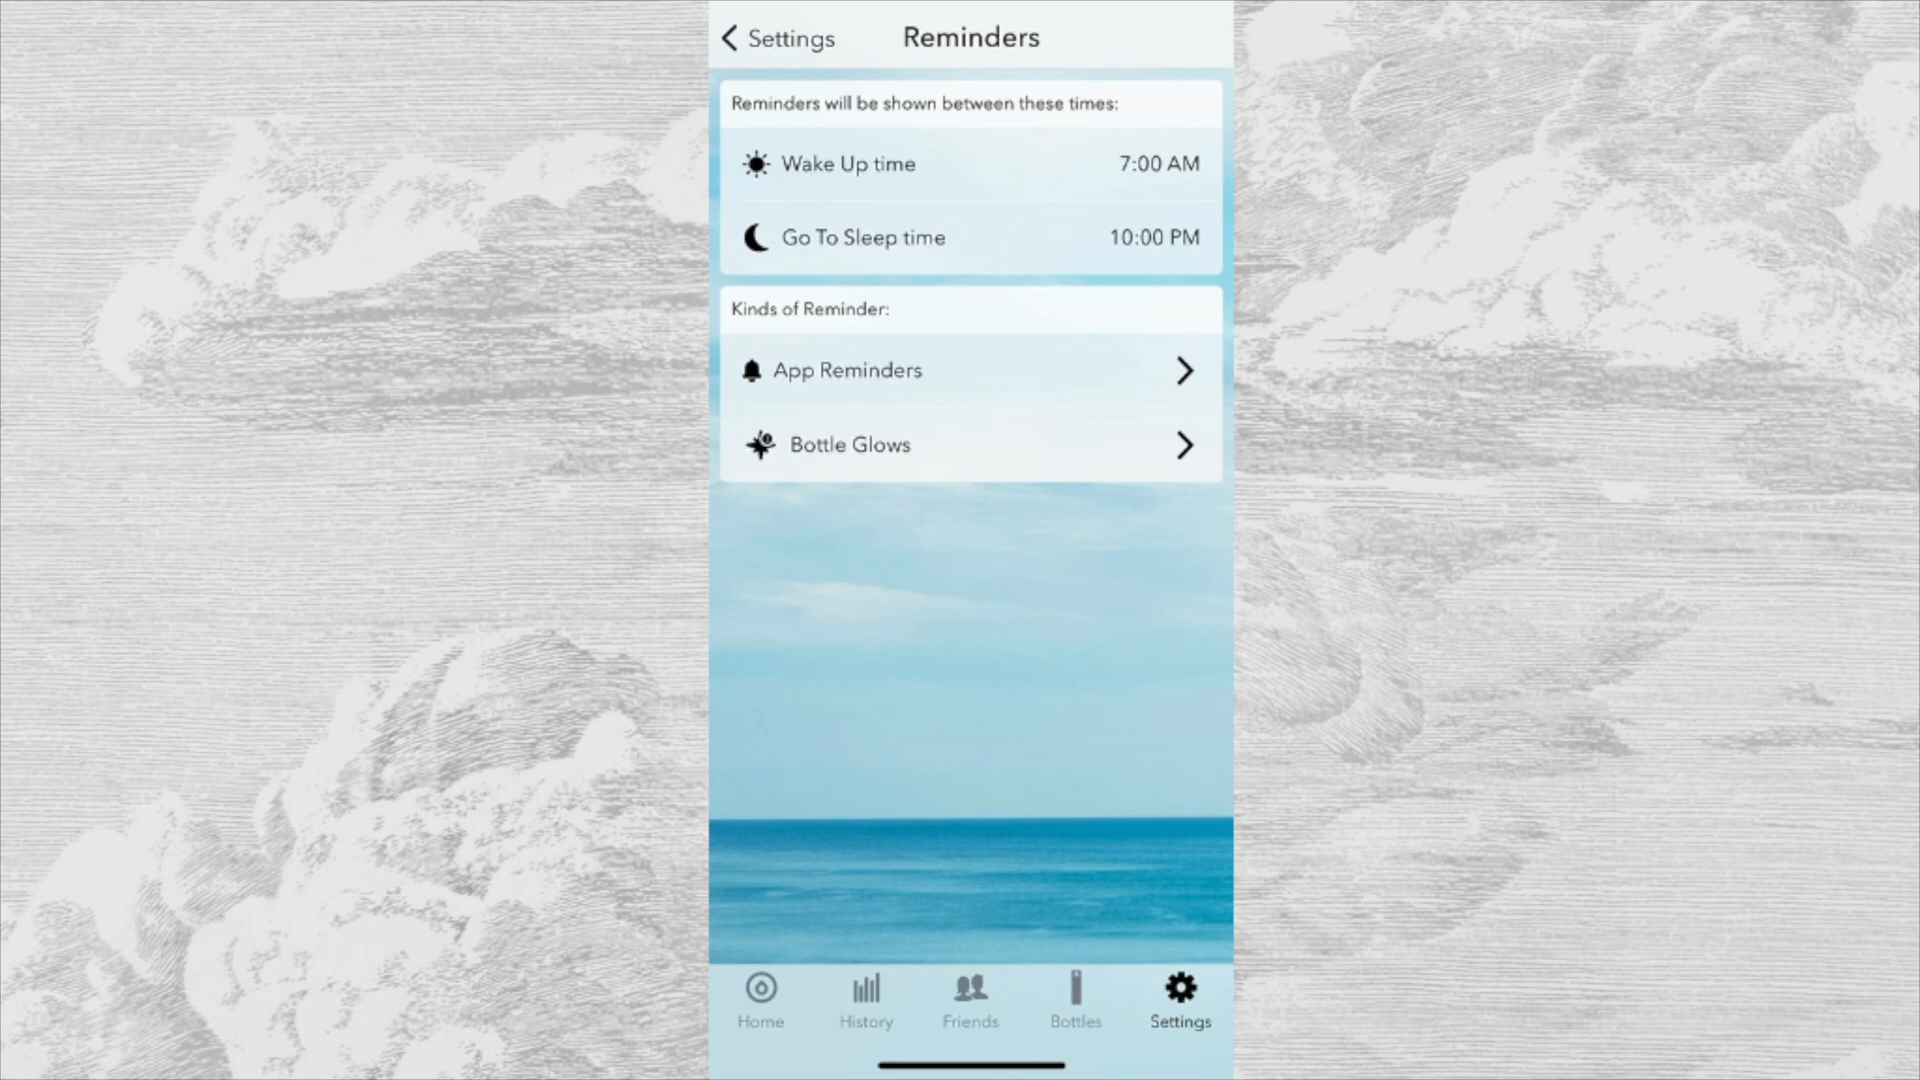 Settings
Reminders
Reminders will be shown between these times:
Wake Up time 7:00 AM
Go To Sleep time 10:00 PM
Kinds of Reminder:
App Reminders
Bottle Glows
Home History Friends Bottles Settings